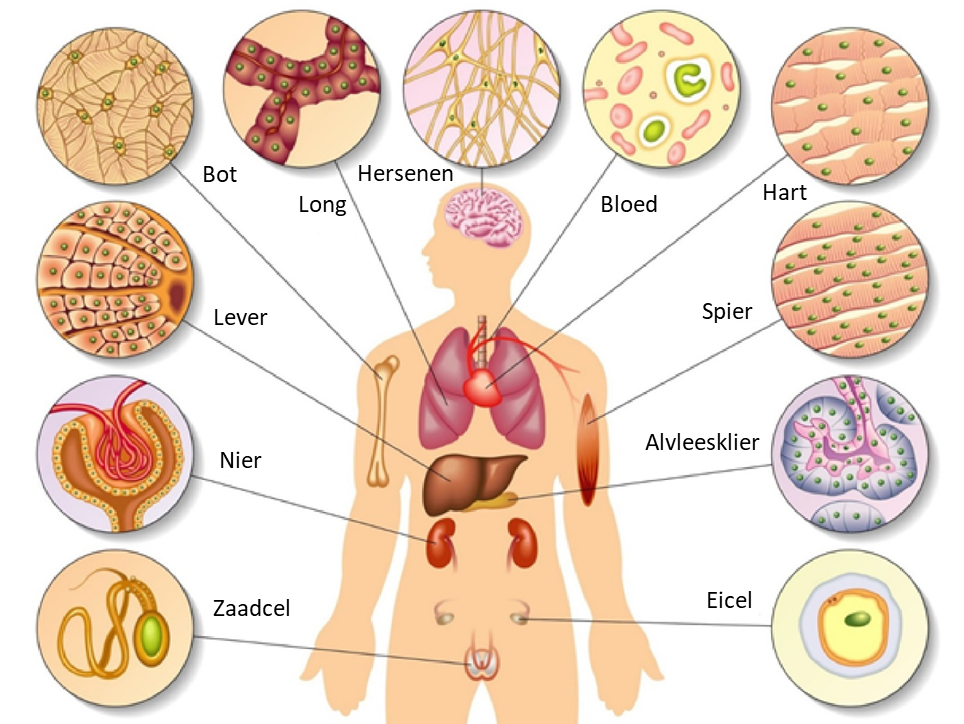 Bot
Long
Hersenen
Bloed
Hart
Lever
Spier
Nier
Alvleesklier
Zaadcel
Eicel